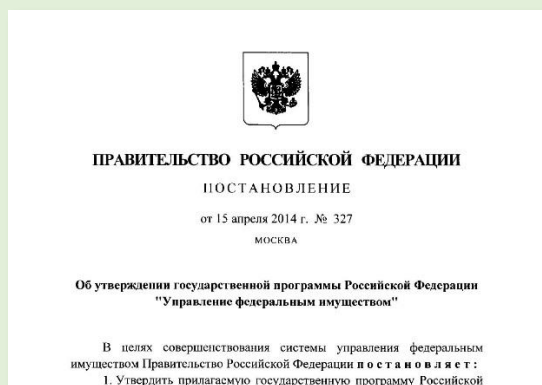 ПРАВИТЕЛЬСТВО РОССИЙСКОЙ ФЕДЕРАЦИИ
ПОСТАНОВЛЕНИЕ
от 15 апреля 2014 г. № 327
МОСКВА
Об утверждении государственной программы Российской Федерации
"Управление федеральным имуществом"
В целях совершенствования системы управления федеральным
имуществом Правительство Российской Федерации постановляет:
1. Утвердить прилагаемую государственную программу Российской